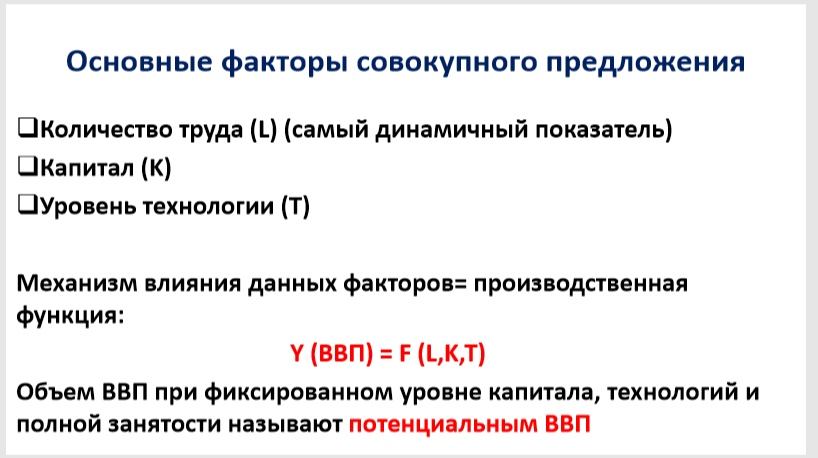 Основные факторы совокупного предложения
❑Количество труда (L) (самый динамичный показатель)
❑Капитал (K)
❑Уровень технологии (T)
Механизм влияния данных факторов= производственная
функция:
Y (ВВП) = F (L,K,T)
Объем ВВП при фиксированном уровне капитала, технологий и
полной занятости называют потенциальным ВВП